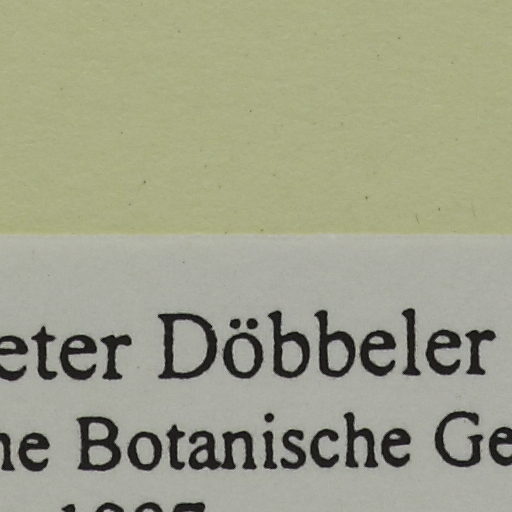 eter Döbbeler
he Botanische Ge